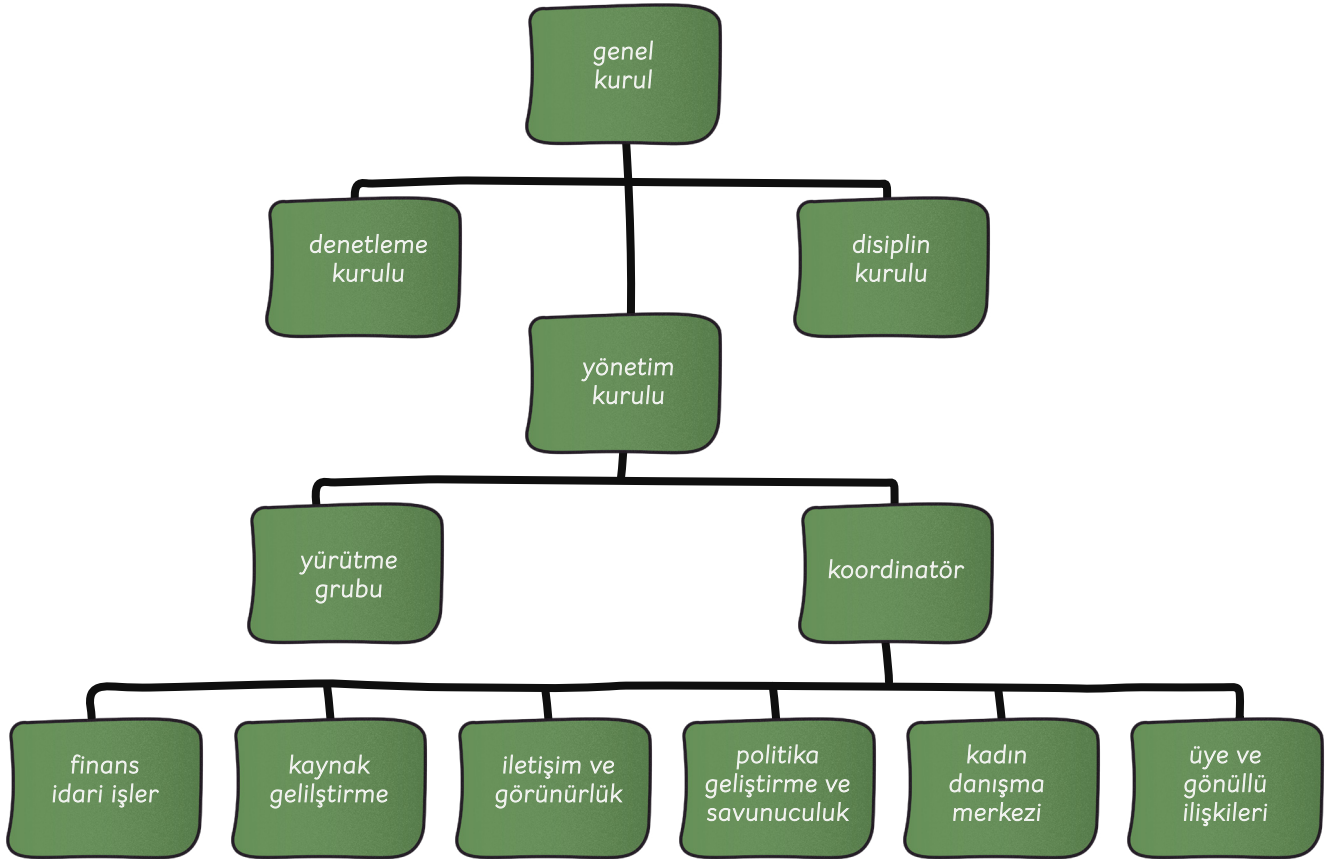 genel
kurul
denetleme
kurulu
disiplin
kurulu
yönetim
kurulu
yürütme
grubu
koordinatör
finans
idari işler
kaynak
gelilştirme
iletişim ve
görünürlük
politika
geliştirme ve
savunuculuk
kadın
danışma
merkezi
üye ve
gönüllü
ilişkileri